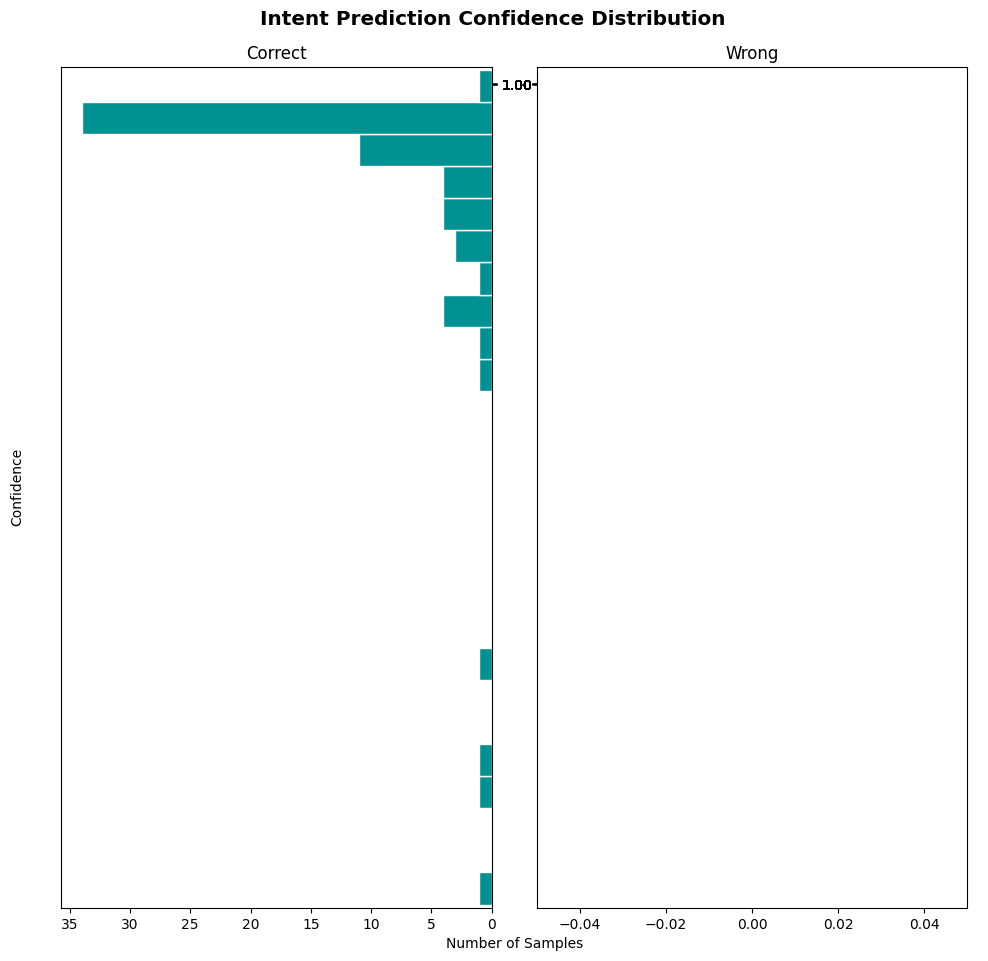 Intent Prediction Confidence Distribution
Correct
Wrong
1.00
Confidence
35 30 25 20 15 10 5 0
−0.04 −0.02 0.00 0.02 0.04
Number of Samples